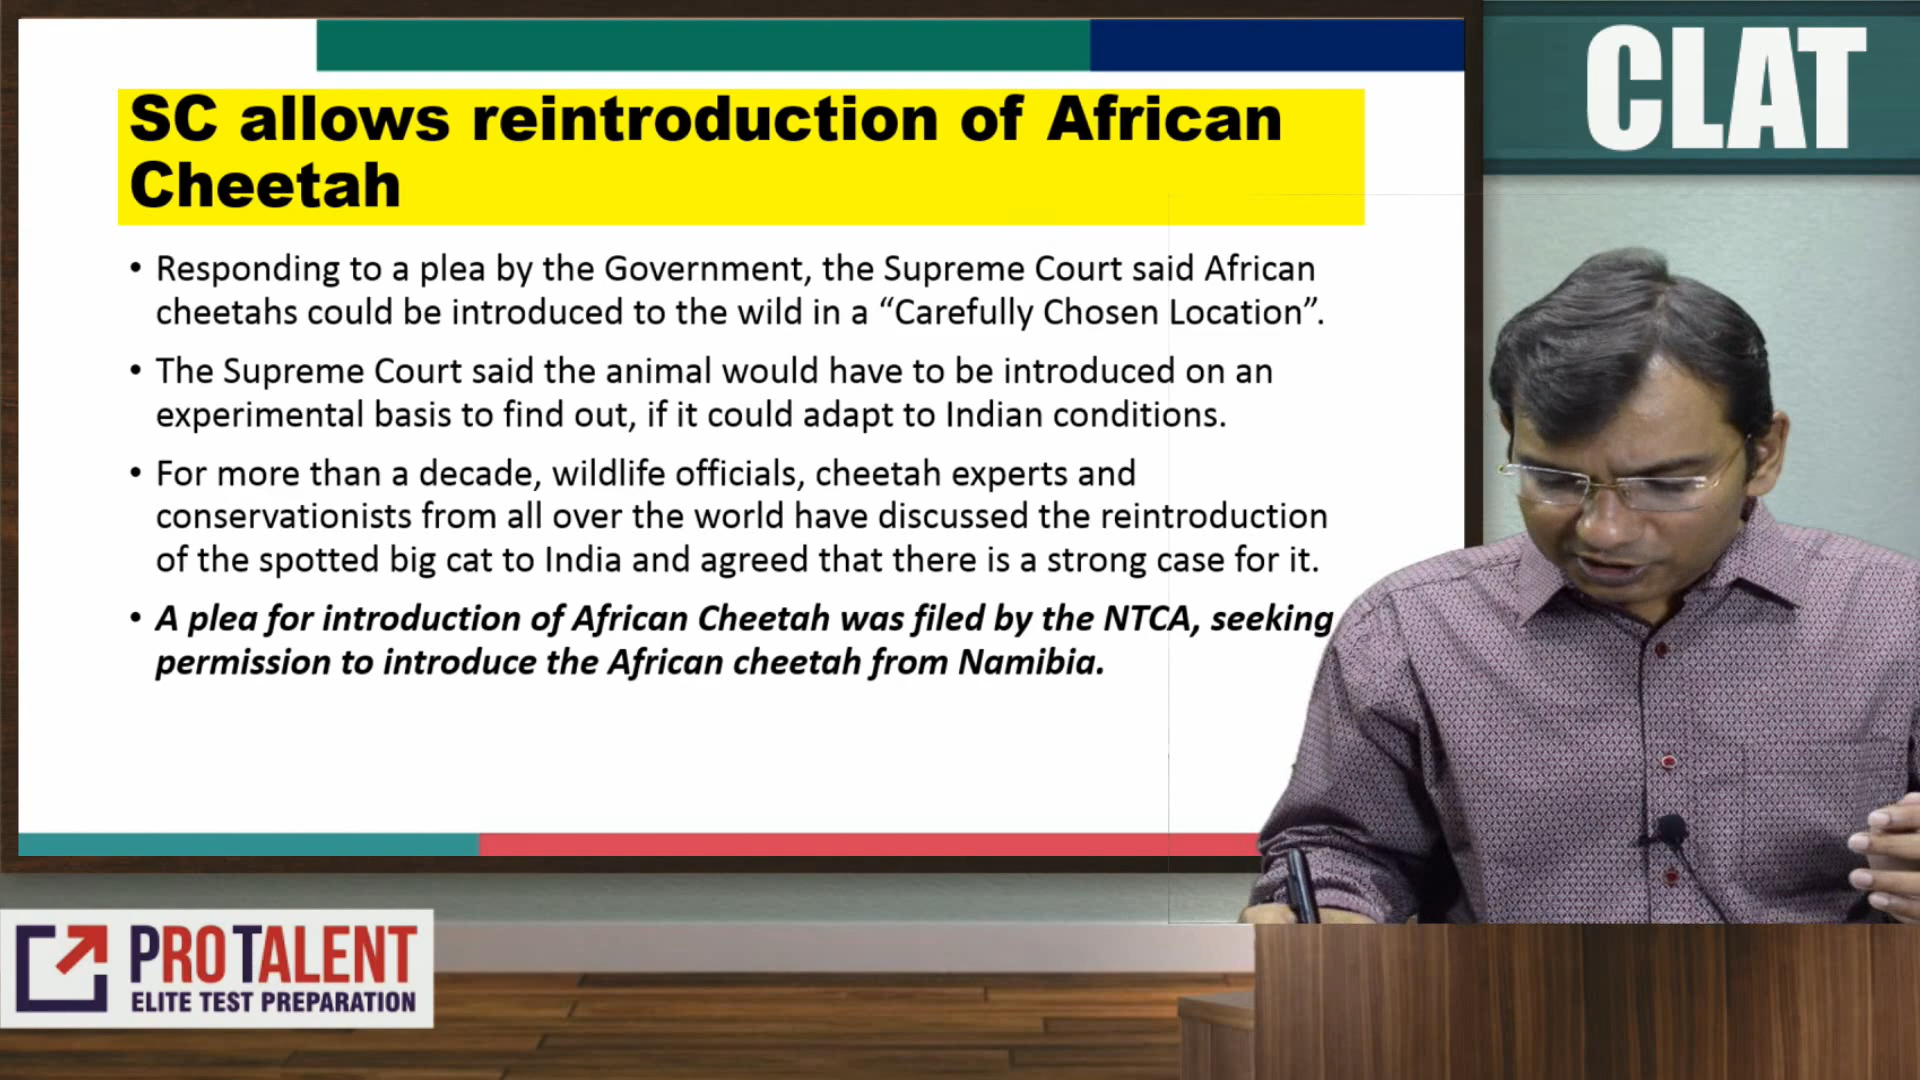 CLAT
SC allows reintroduction of African
Cheetah
• Responding to a plea by the Government, the Supreme Court said African
cheetahs could be introduced to the wild in a “Carefully Chosen Location”.
• The Supreme Court said the animal would have to be introduced on an
experimental basis to find out, if it could adapt to Indian conditions.
• For more than a decade, wildlife officials, cheetah experts and
conservationists from all over the world have discussed the reintroduction
of the spotted big cat to India and agreed that there is a strong case for it.
• A plea for introduction of African Cheetah was filed by the NTCA, seeking
permission to introduce the African cheetah from Namibia.
PROTALENT
ELITE TEST PREPARATION